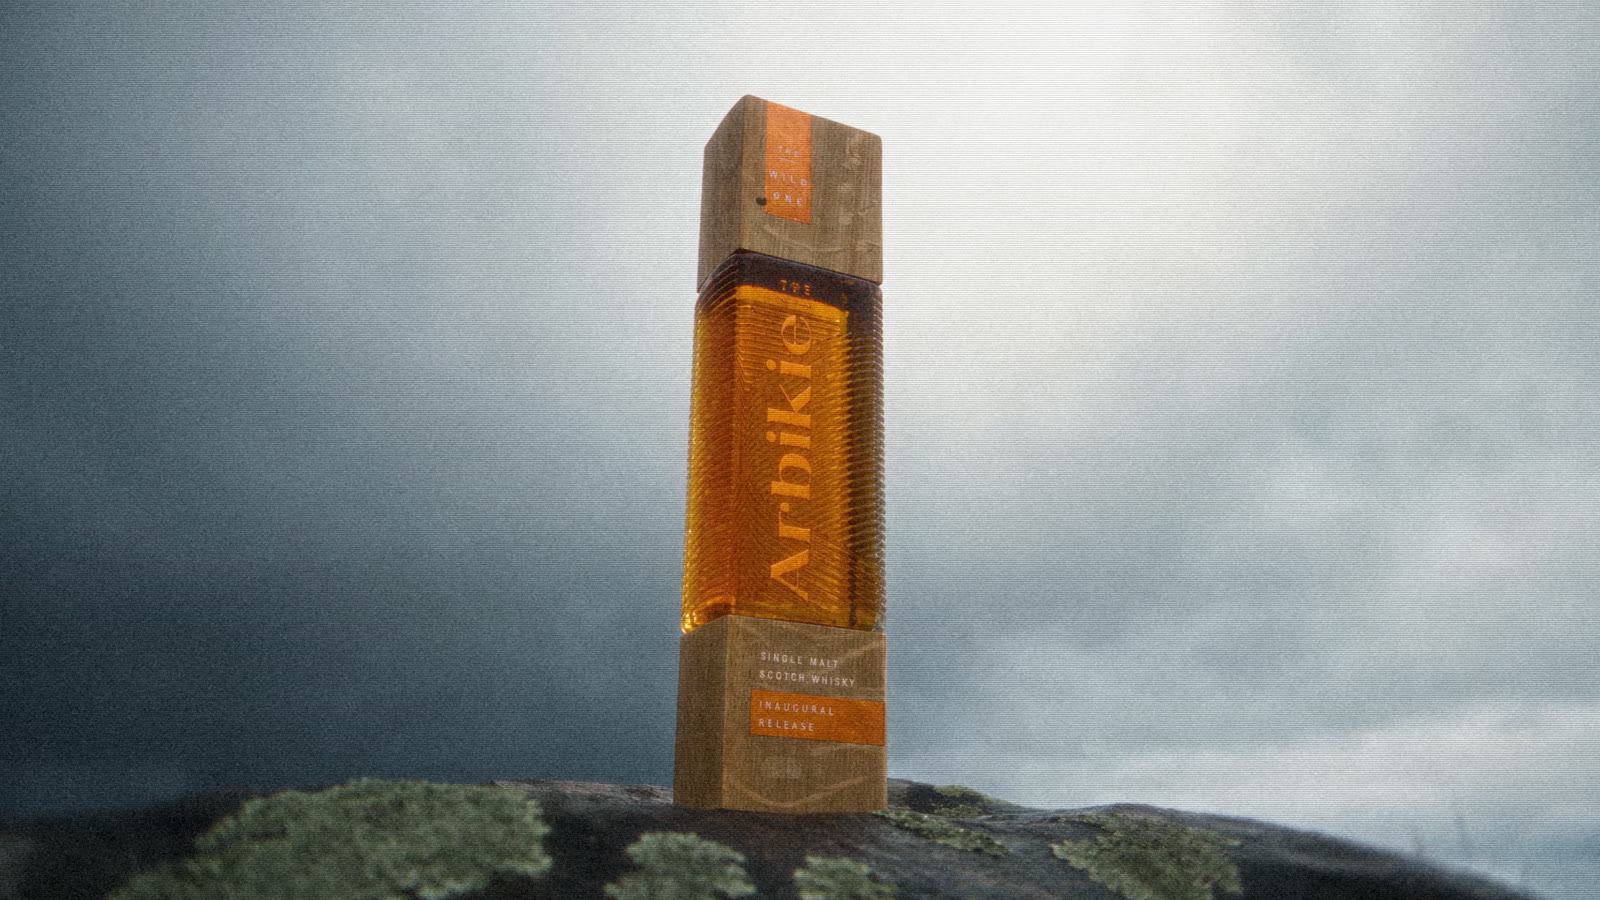 THE
WILD
ONE
THE
Arbikie
SINGLE MALT
SCOTCH WHISKY
INAUGURAL
RELEASE